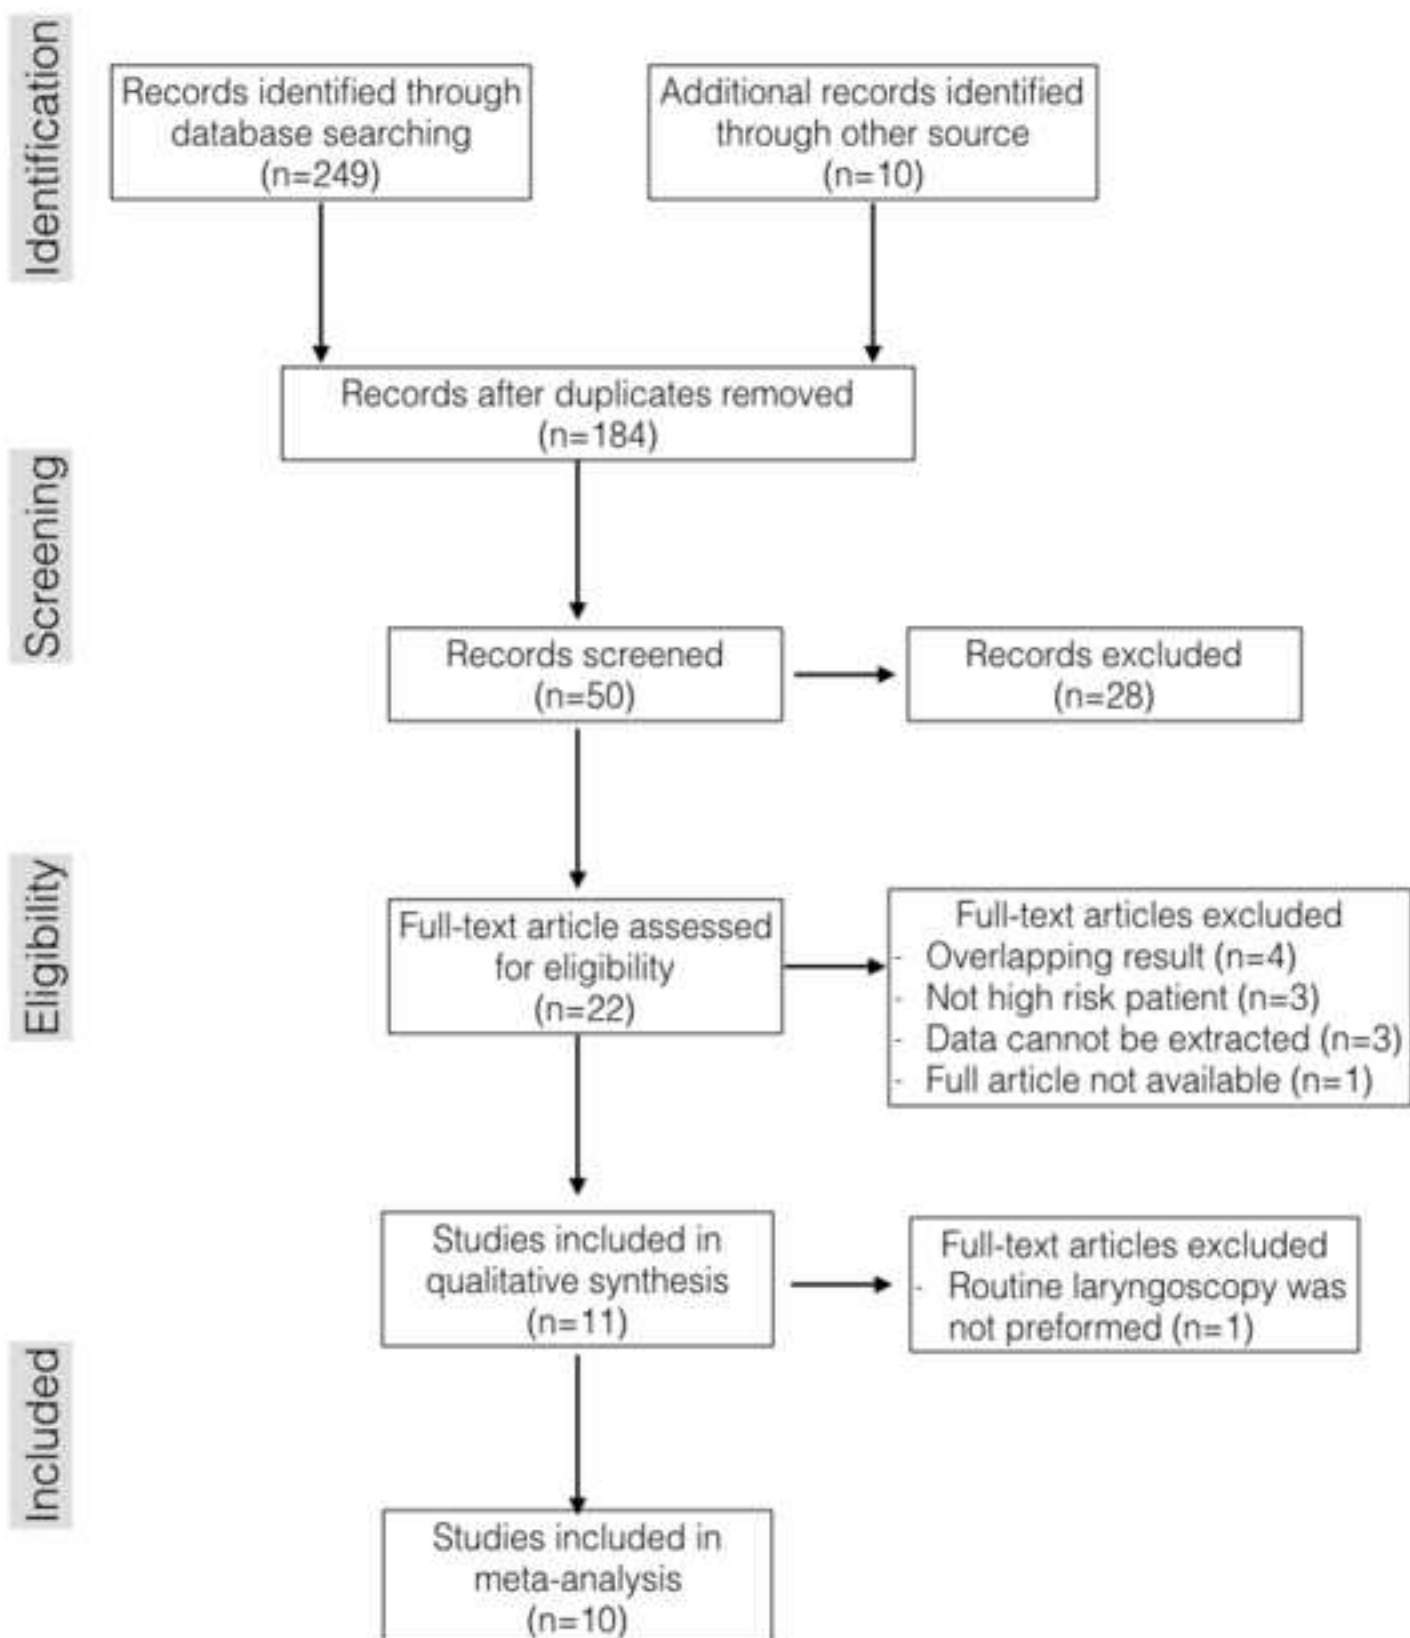 Identification
Records identified through
database searching
(n=249)
Additional records identified
through other source
(n=10)
Records after duplicates removed
(n=184)
Screening
Records screened
(n=50)
Records excluded
(n=28)
Eligibility
Full-text article assessed
for eligibility
(n=22)
Full-text articles excluded
- Overlapping result (n=4)
- Not high risk patient (n=3)
- Data cannot be extracted (n=3)
- Full article not available (n=1)
Studies included in
qualitative synthesis
(n=11)
Full-text articles excluded
- Routine laryngoscopy was
not preformed (n=1)
Included
Studies included in
meta-analysis
(n=10)